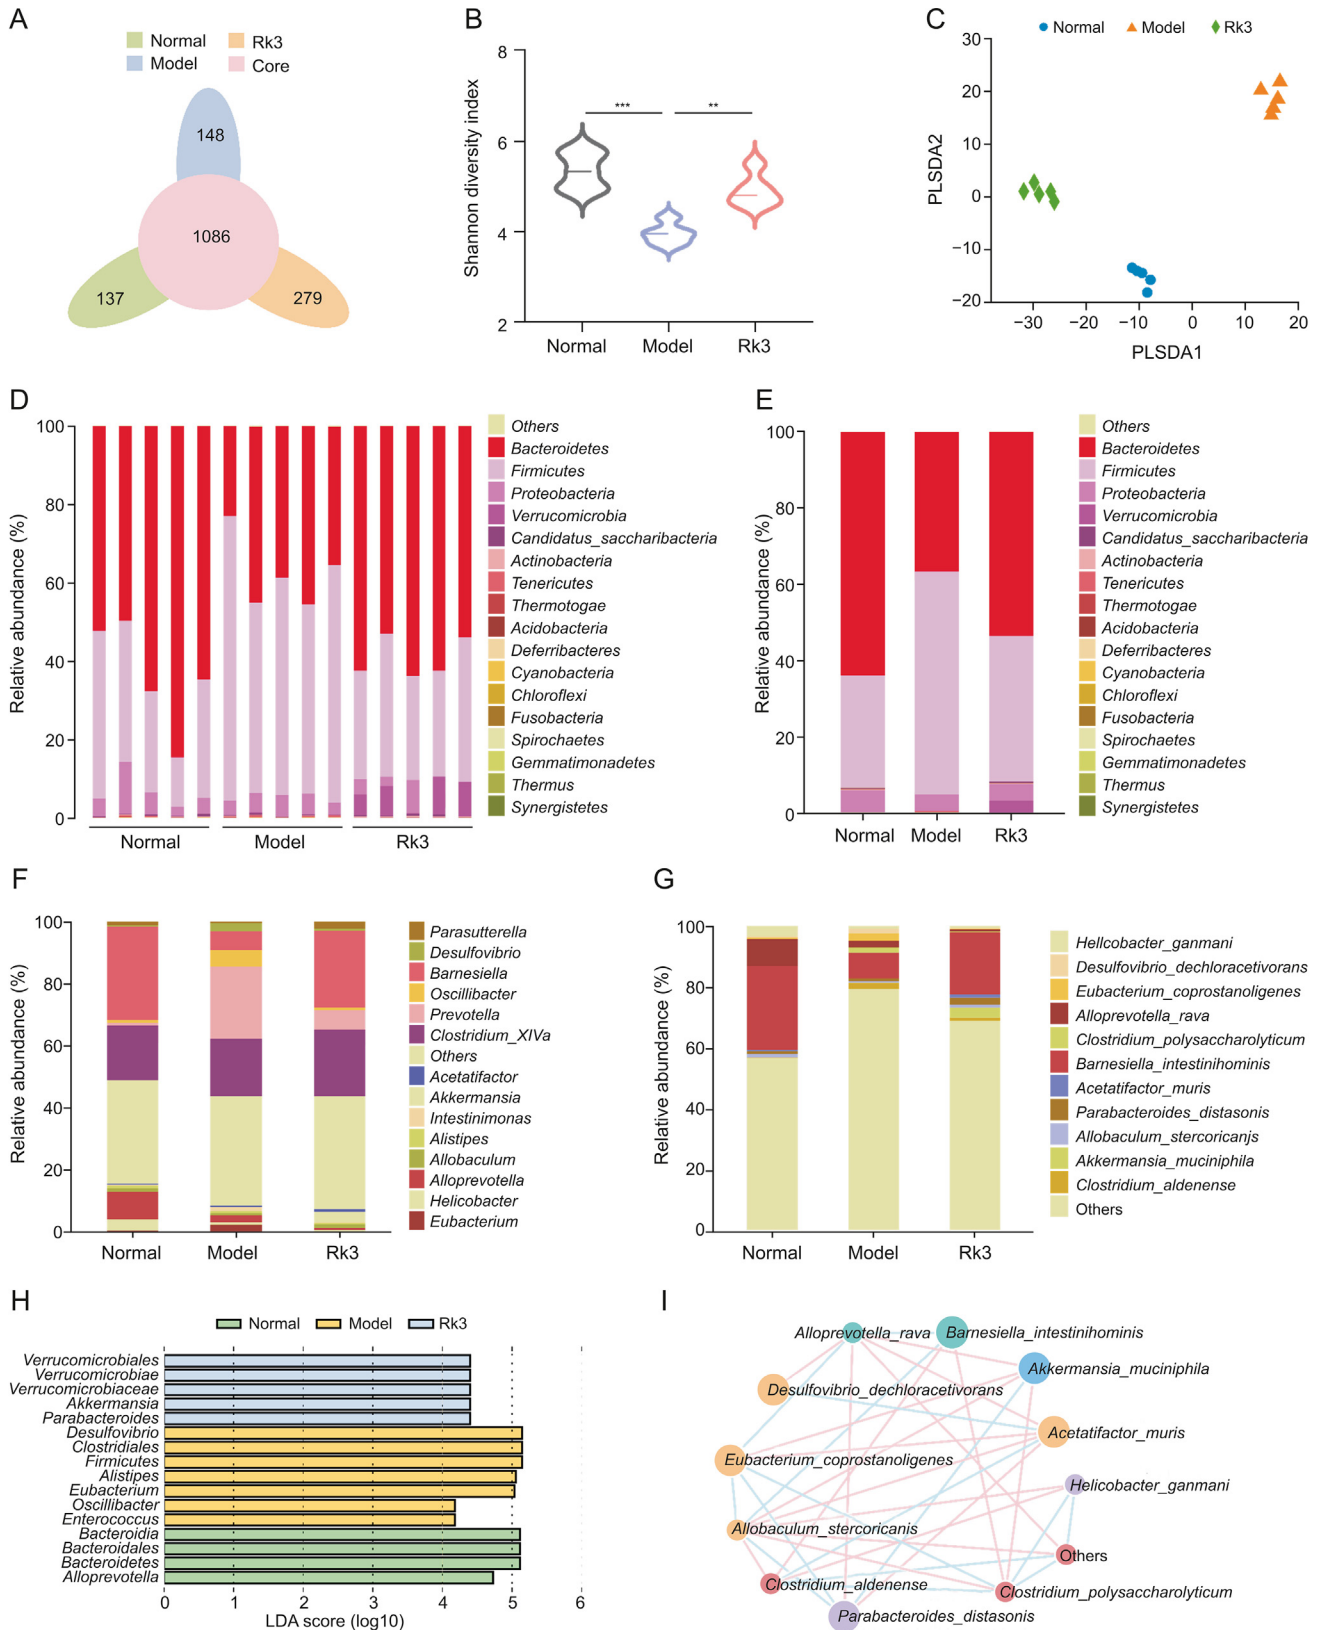 A
Normal
Rk3
Model
Core
148
1086
137
279
B
Shannon diversity index
8
6
4
2
***
**
Normal
Model
Rk3
C
Normal
Model
Rk3
PLSDA2
30
20
10
0
−10
−20
−30
−20
−10
0
10
20
PLSDA1
D
Relative abundance (%)
100
80
60
40
20
0
Normal
Model
Rk3
Others
Bacteroidetes
Firmicutes
Proteobacteria
Verrucomicrobia
Candidatus_saccharibacteria
Actinobacteria
Tenericutes
Thermotogae
Acidobacteria
Deferribacteres
Cyanobacteria
Chloroflexi
Fusobacteria
Spirochaetes
Gemmatimonadetes
Thermus
Synergistetes
E
Relative abundance (%)
100
80
60
40
20
0
Normal
Model
Rk3
Others
Bacteroidetes
Firmicutes
Proteobacteria
Verrucomicrobia
Candidatus_saccharibacteria
Actinobacteria
Tenericutes
Thermotogae
Acidobacteria
Deferribacteres
Cyanobacteria
Chloroflexi
Fusobacteria
Spirochaetes
Gemmatimonadetes
Thermus
Synergistetes
F
Relative abundance (%)
100
80
60
40
20
0
Normal
Model
Rk3
Parasutterella
Desulfovibrio
Barnesiella
Oscillibacter
Prevotella
Clostridium_XIVa
Others
Acetatifactor
Akkermansia
Intestinimonas
Alistipes
Allobaculum
Alloprevotella
Helicobacter
Eubacterium
G
Relative abundance (%)
100
80
60
40
20
0
Normal
Model
Rk3
Hellcobacter_ganmani
Desulfovibrio_dechloracetivorans
Eubacterium_coprostanoligenes
Alloprevotella_rava
Clostridium_polysaccharolyticum
Barnesiella_intestinihominis
Acetatifactor_muris
Parabacteroides_distasonis
Allobaculum_stercoricanjs
Akkermansia_muciniphila
Clostridium_aldenense
Others
H
Normal
Model
Rk3
Verrucomicrobiales
Verrucomicrobiae
Verrucomicrobiaceae
Akkermansia
Parabacteroides
Desulfovibrio
Clostridiales
Firmicutes
Alistipes
Eubacterium
Oscillibacter
Enterococcus
Bacteroidia
Bacteroidales
Bacteroidetes
Alloprevotella
0
1
2
3
4
5
6
LDA score (log10)
I
Alloprevotella_rava
Barnesiella_intestinihominis
Akkermansia_muciniphila
Desulfovibrio_dechloracetivorans
Acetatifactor_muris
Eubacterium_coprostanoligenes
Helicobacter_ganmani
Allobaculum_stercoricanis
Others
Clostridium_aldenense
Clostridium_polysaccharolyticum
Parabacteroides_distasonis